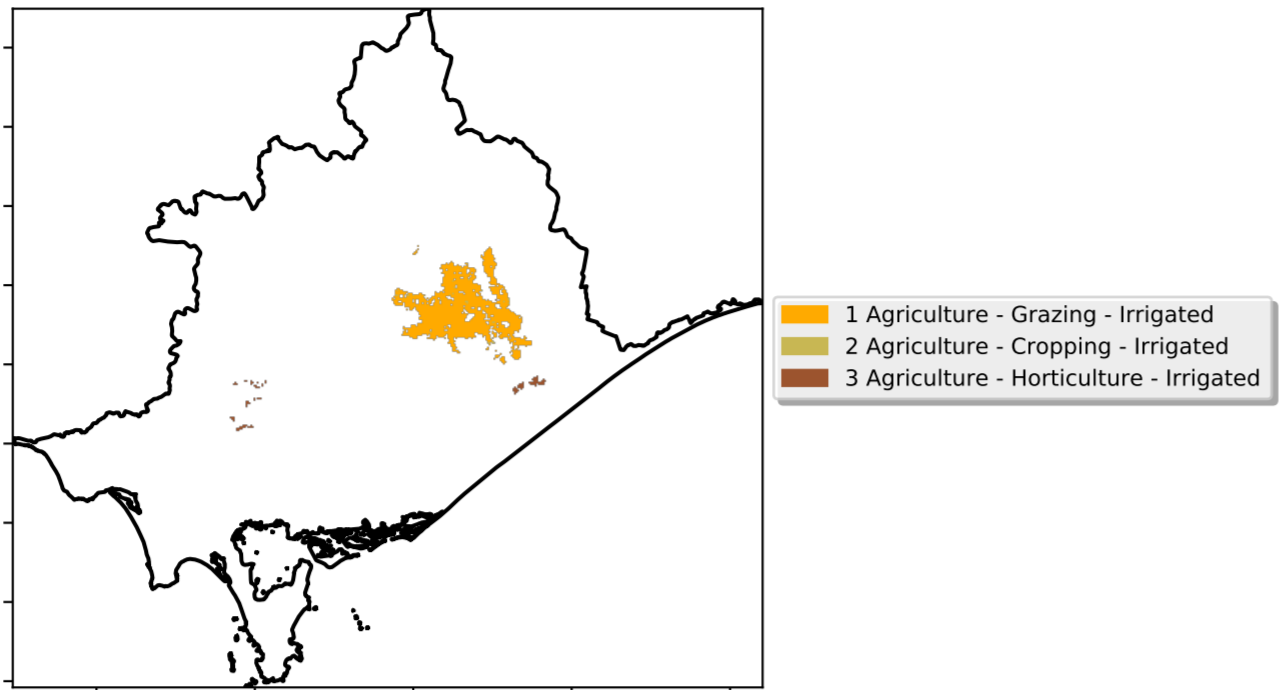 1 Agriculture - Grazing - Irrigated
2 Agriculture - Cropping - Irrigated
3 Agriculture - Horticulture - Irrigated